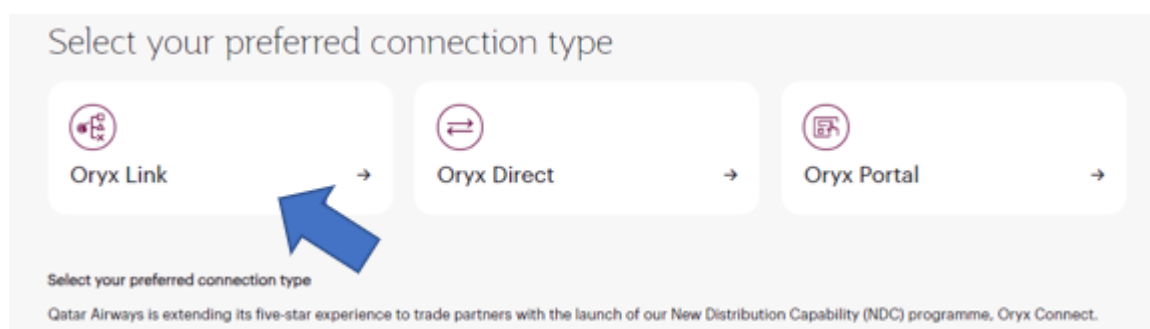 Select your preferred connection type
Oryx Link
Oryx Direct
Oryx Portal
Select your preferred connection type
Qatar Airways is extending its five-star experience to trade partners with the launch of our New Distribution Capability (NDC) programme, Oryx Connect.